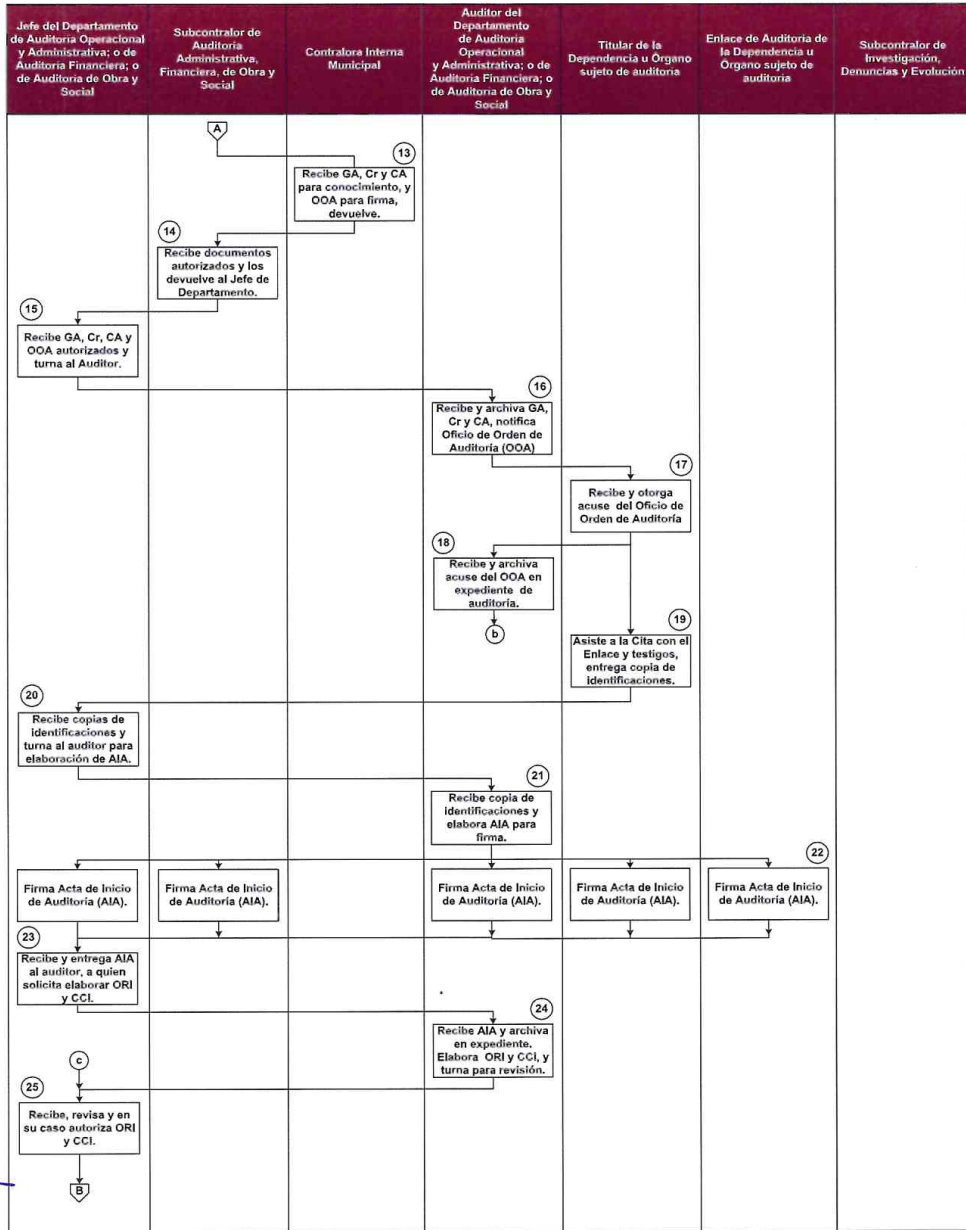 Jefe del Departamento
de Auditoría Operacional
y Administrativa; o de
Auditoría Financiera; o
de Auditoría de Obra y
Social
Subcontralor de
Auditoría
Administrativa,
Financiera, de Obra y
Social
Contralora Interna
Municipal
Auditor del
Departamento
de Auditoría
Operacional
y Administrativa; o de
Auditoría Financiera; o
de Auditoría de Obra y
Social
Titular de la
Dependencia u Órgano
sujeto de auditoría
Enlace de Auditoría de
la Dependencia u
Órgano sujeto de
auditoría
Subcontralor de
Investigación,
Denuncias y Evolución
A
13
Recibe GA, Cr y CA
para conocimiento, y
OOA para firma,
devuelve.
14
Recibe documentos
autorizados y los
devuelve al Jefe de
Departamento.
15
Recibe GA, Cr, CA y
OOA autorizados y
turna al Auditor.
16
Recibe y archiva GA,
Cr y CA, notifica
Oficio de Orden de
Auditoría (OOA)
17
Recibe y otorga
acuse del Oficio de
Orden de Auditoría
18
Recibe y archiva
acuse del OOA en
expediente de
auditoría.
b
19
Asiste a la Cita con el
Enlace y testigos,
entrega copia de
identificaciones.
20
Recibe copias de
identificaciones y
turna al auditor para
elaboración de AIA.
21
Recibe copia de
identificaciones y
elabora AIA para
firma.
22
Firma Acta de Inicio
de Auditoría (AIA).
Firma Acta de Inicio
de Auditoría (AIA).
Firma Acta de Inicio
de Auditoría (AIA).
Firma Acta de Inicio
de Auditoría (AIA).
Firma Acta de Inicio
de Auditoría (AIA).
23
Recibe y entrega AIA
al auditor, a quien
solicita elaborar ORI
y CCI.
24
Recibe AIA y archiva
en expediente.
Elabora ORI y CCI, y
turna para revisión.
c
25
Recibe, revisa y en
su caso autoriza ORI
y CCI.
B